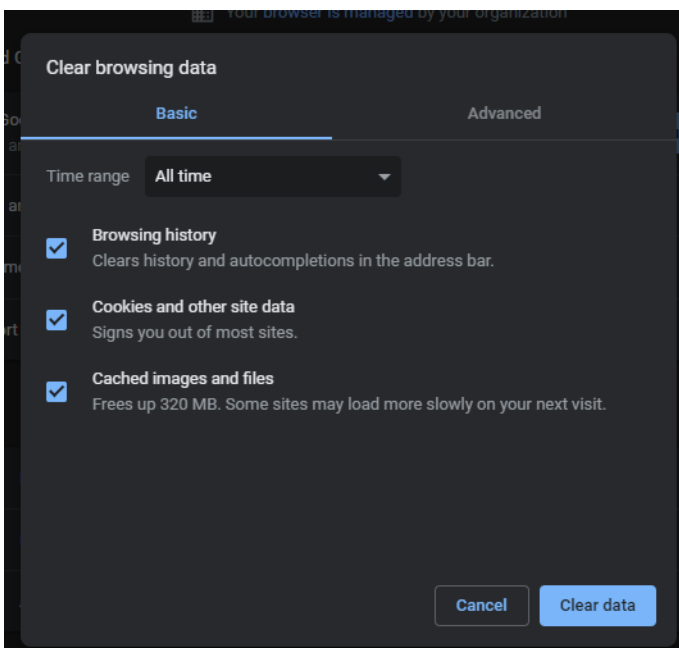 Your browser is managed by your organization
Clear browsing data
Basic
Advanced
Time range
All time
Browsing history
Clears history and autocompletions in the address bar.
Cookies and other site data
Signs you out of most sites.
Cached images and files
Frees up 320 MB. Some sites may load more slowly on your next visit.
Cancel
Clear data